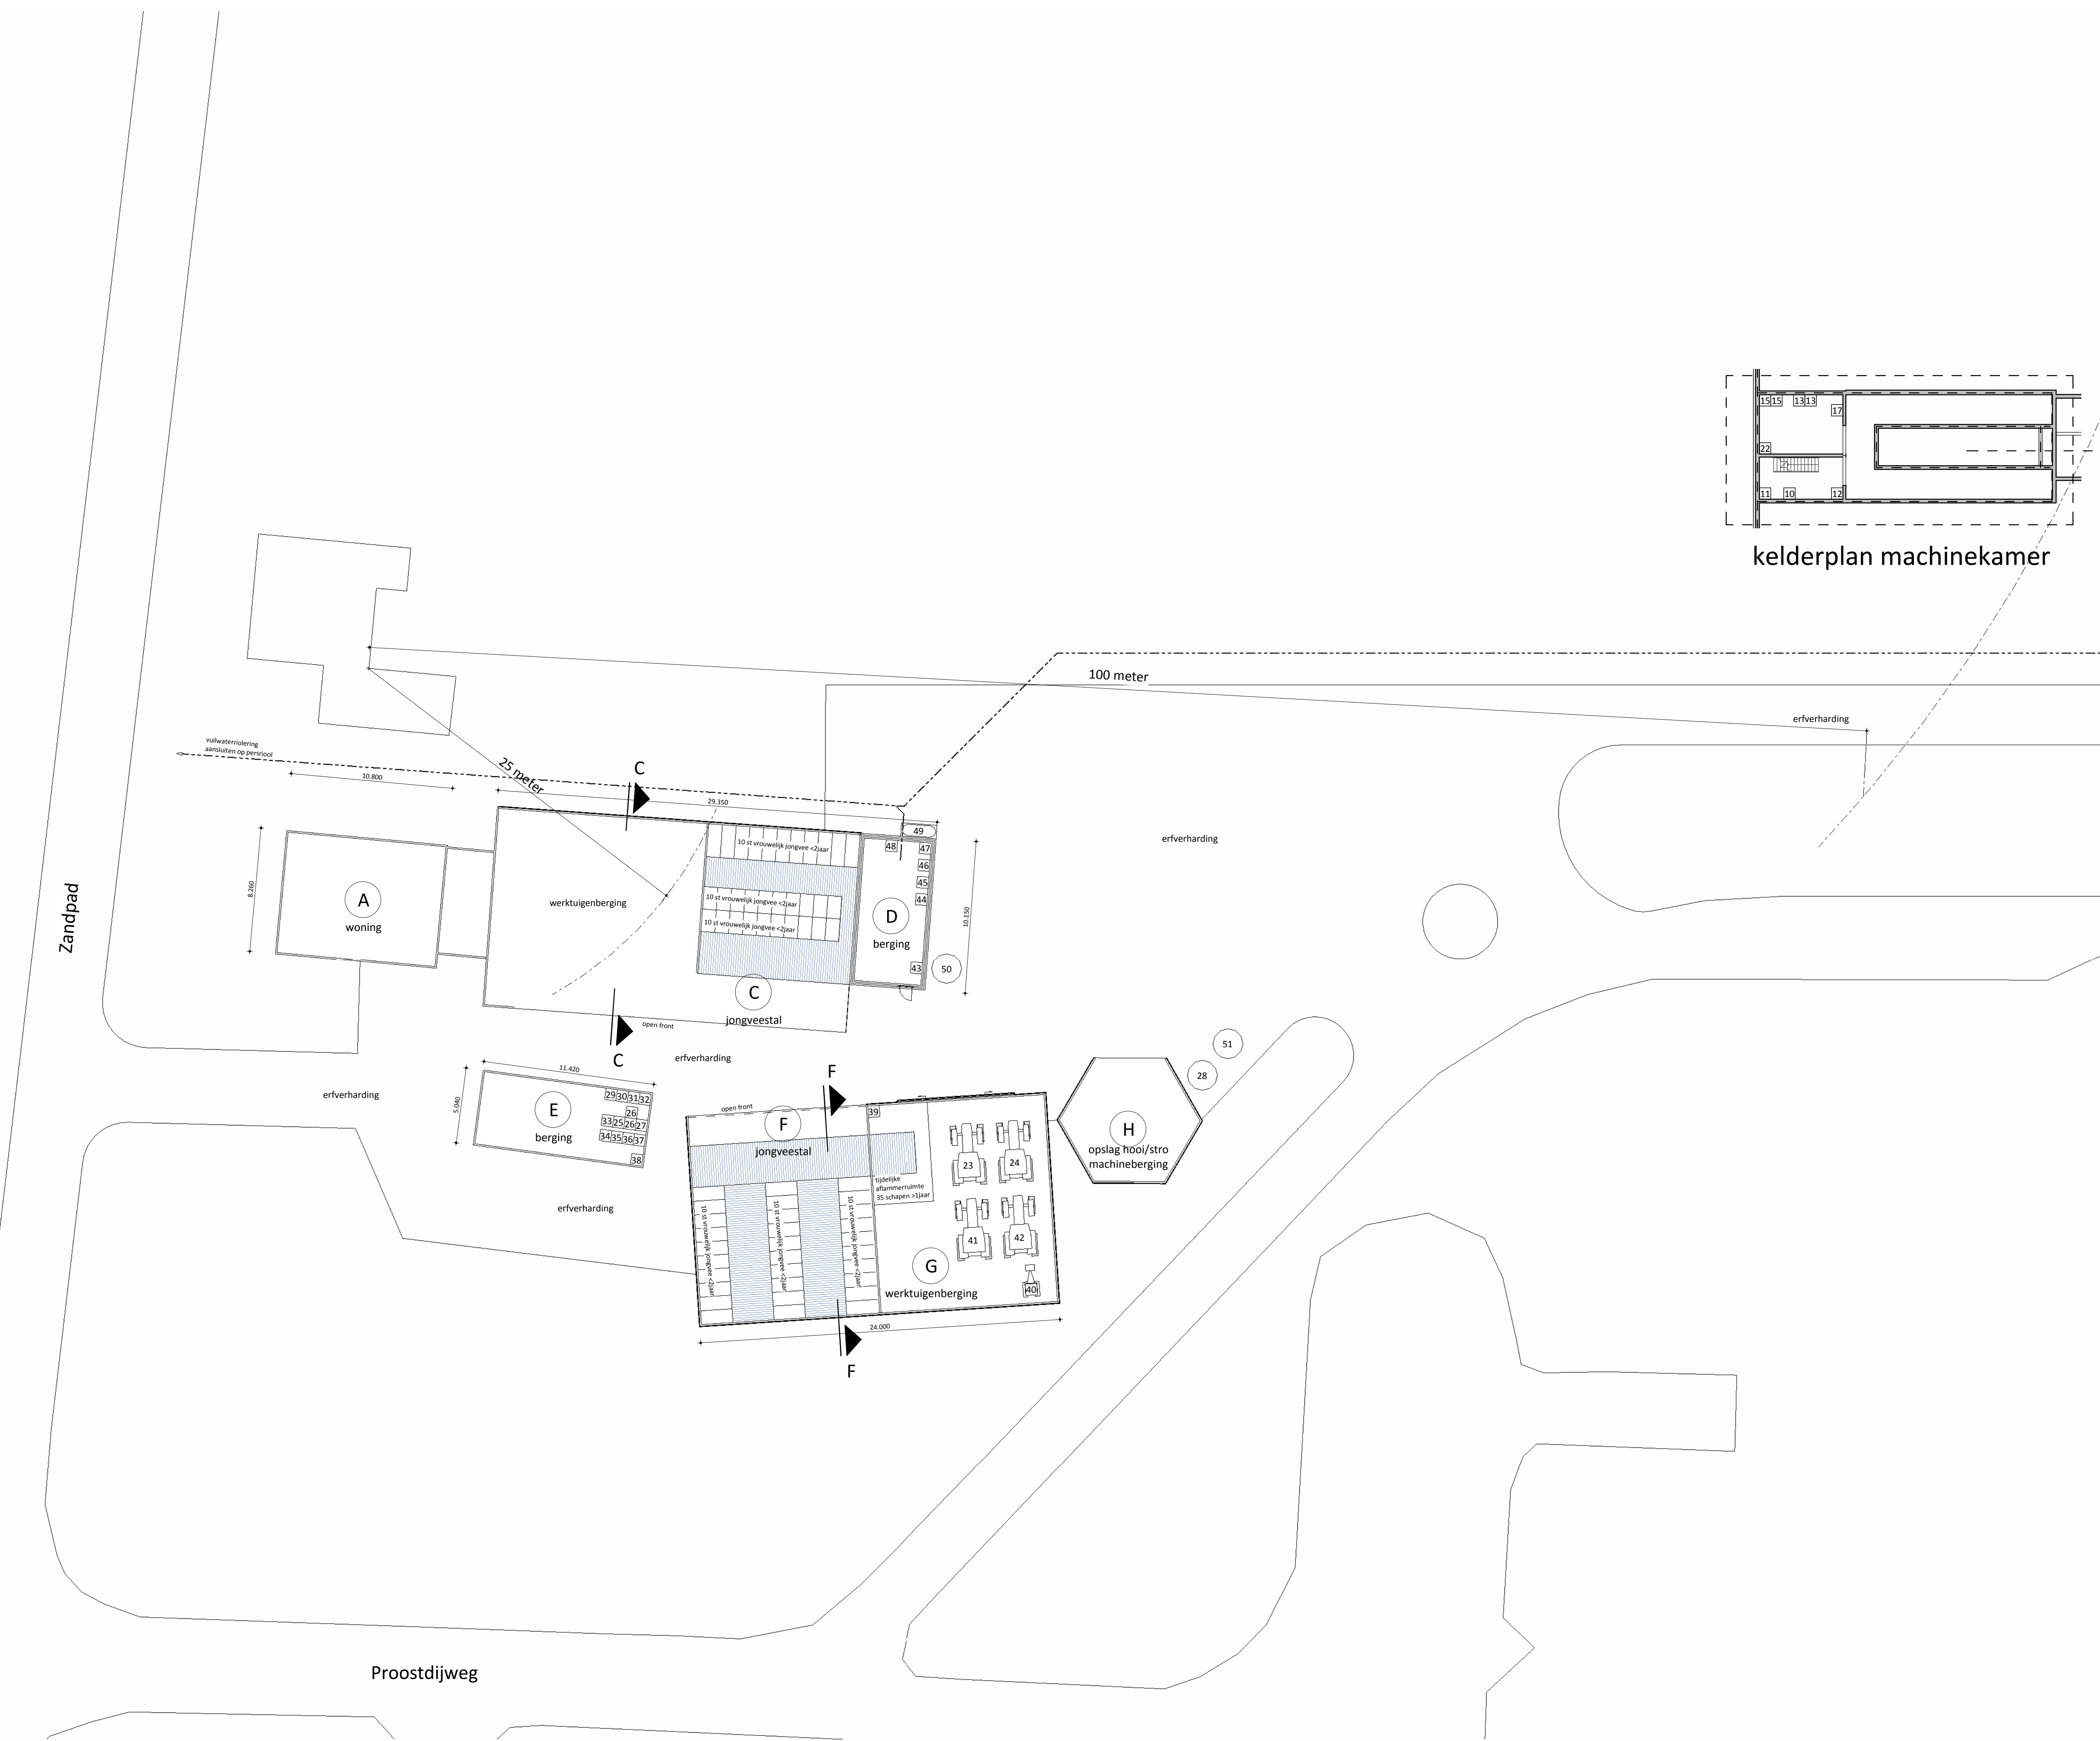 15 15 13 13
17
22
11 10 12
kelderplan machinekamer
100 meter
erfverharding
vuilwaterriolering
aansluiten op persriool
10.800
25 meter
C
29.350
49
10 st vrouwelijk jongvee <2jaar
48
47
46
45
44
8.260
A
woning
werktuigenberging
10 st vrouwelijk jongvee <2jaar
10 st vrouwelijk jongvee <2jaar
D
berging
10.150
43
50
erfverharding
Zandpad
C
jongveestal
open front
C
erfverharding
51
28
11.420
5.040
erfverharding
E
berging
29 30 31 32
26
33 25 26 27
34 35 36 37
38
F
open front
F
jongveestal
39
H
opslag hooi/stro
machineberging
23
24
tijdelijke
aflammerruimte
35 schapen >1jaar
erfverharding
10 st vrouwelijk jongvee <2jaar
10 st vrouwelijk jongvee <2jaar
10 st vrouwelijk jongvee <2jaar
41
42
G
werktuigenberging
40
24.000
F
Proostdijweg